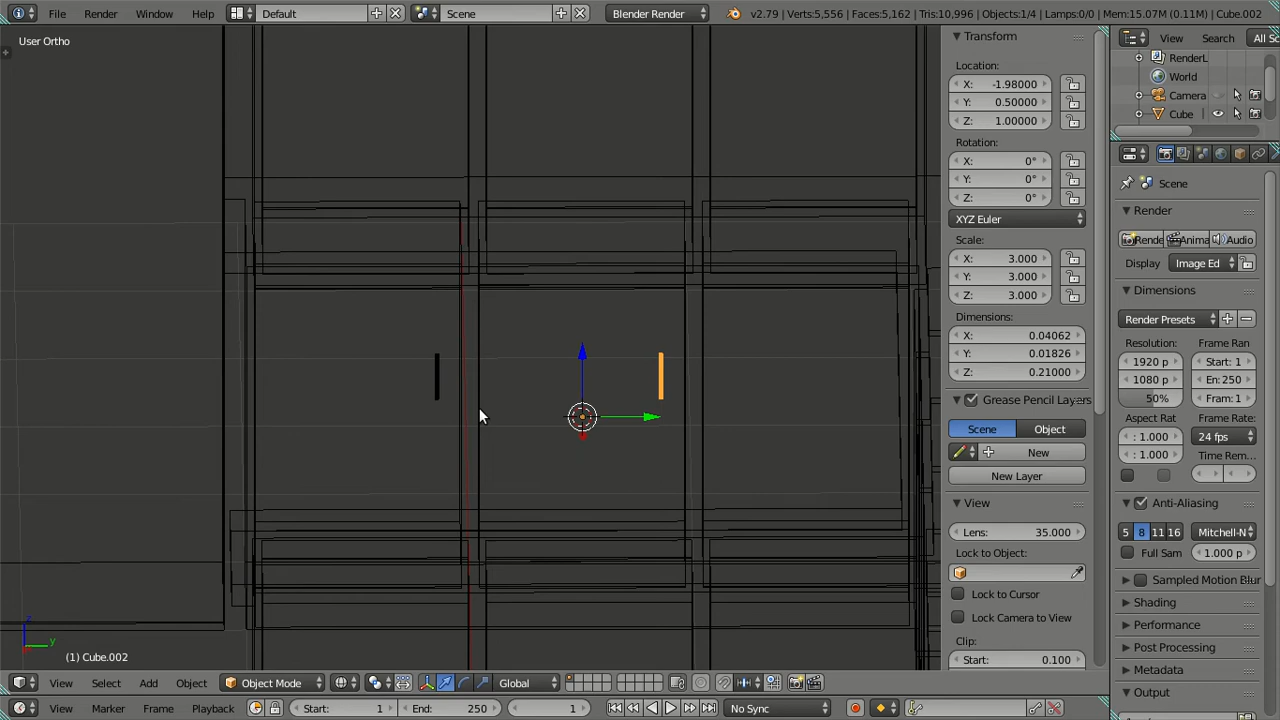 File Render Window Help Default Scene Blender Render v2.79 | Verts:5,556 | Faces:5,162 | Tris:10,996 | Objects:1/4 | Lamps:0/0 | Mem:15.07M (0.11M) | Cube.002
User Ortho
Transform
Location:
X: -1.98000
Y: 0.50000
Z: 1.00000
Rotation:
X: 0°
Y: 0°
Z: 0°
XYZ Euler
Scale:
X: 3.000
Y: 3.000
Z: 3.000
Dimensions:
X: 0.04062
Y: 0.01826
Z: 0.21000
Grease Pencil Layers
Scene Object
New
New Layer
View
Lens: 35.000
Lock to Object:
Lock to Cursor
Lock Camera to View
Clip:
Start: 0.100
View Search All Sc
RenderL
World
Camera
Cube
Scene
Render
Rende Anima Audio
Display Image Ed
Dimensions
Render Presets
Resolution: Frame Ran
1920 p Start: 1
1080 p En: 250
50% Fram: 1
Aspect Rat Frame Rate:
: 1.000 24 fps
: 1.000 Time Rem...
Anti-Aliasing
5 8 11 16 Mitchell-N
Full Sam 1.000 p
Sampled Motion Blur
Shading
Performance
Post Processing
Metadata
Output
z
y
(1) Cube.002
View Select Add Object Object Mode Global
View Marker Frame Playback Start: 1 End: 250 1 No Sync